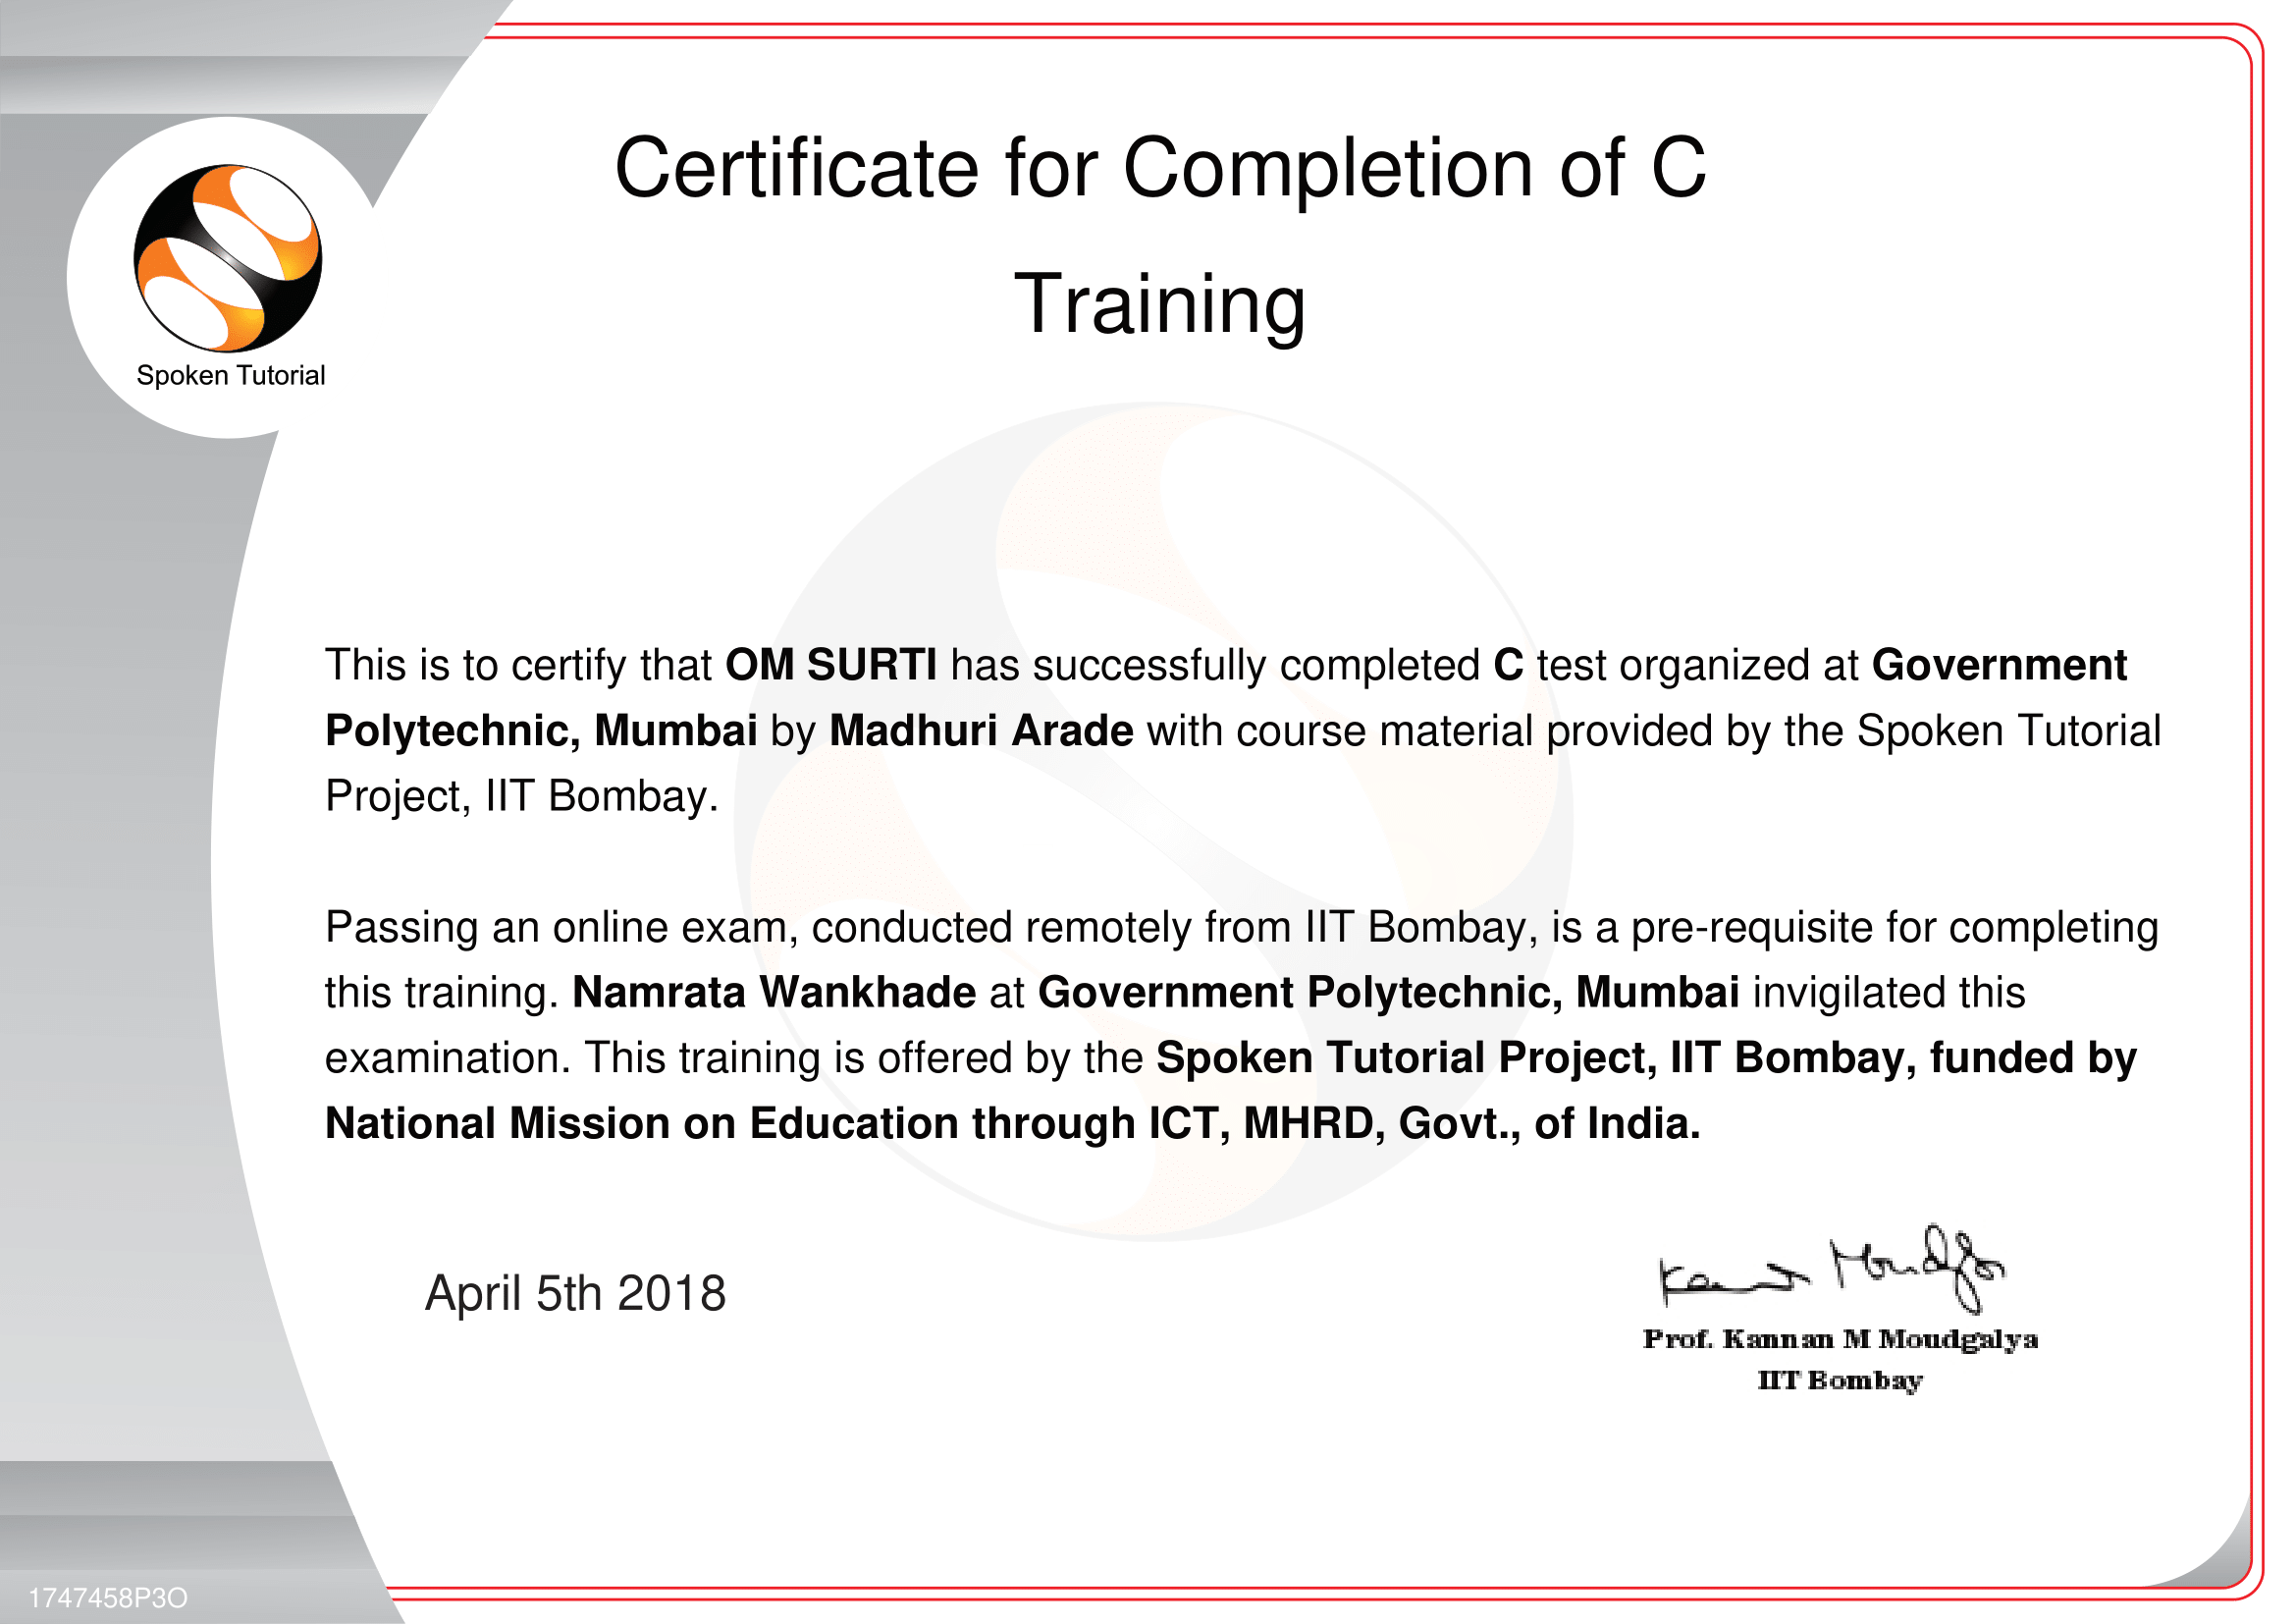 Certificate for Completion of C
Training
Spoken Tutorial
This is to certify that OM SURTI has successfully completed C test organized at Government
Polytechnic, Mumbai by Madhuri Arade with course material provided by the Spoken Tutorial
Project, IIT Bombay.
Passing an online exam, conducted remotely from IIT Bombay, is a pre-requisite for completing
this training. Namrata Wankhade at Government Polytechnic, Mumbai invigilated this
examination. This training is offered by the Spoken Tutorial Project, IIT Bombay, funded by
National Mission on Education through ICT, MHRD, Govt., of India.
April 5th 2018
Prof. Kannan M Moudgalya
IIT Bombay
1747458P3O